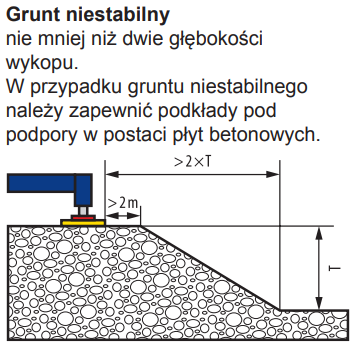 Grunt niestabilny
nie mniej niż dwie głębokości
wykopu.
W przypadku gruntu niestabilnego
należy zapewnić podkłady pod
podpory w postaci płyt betonowych.
>2×T
>2m
T